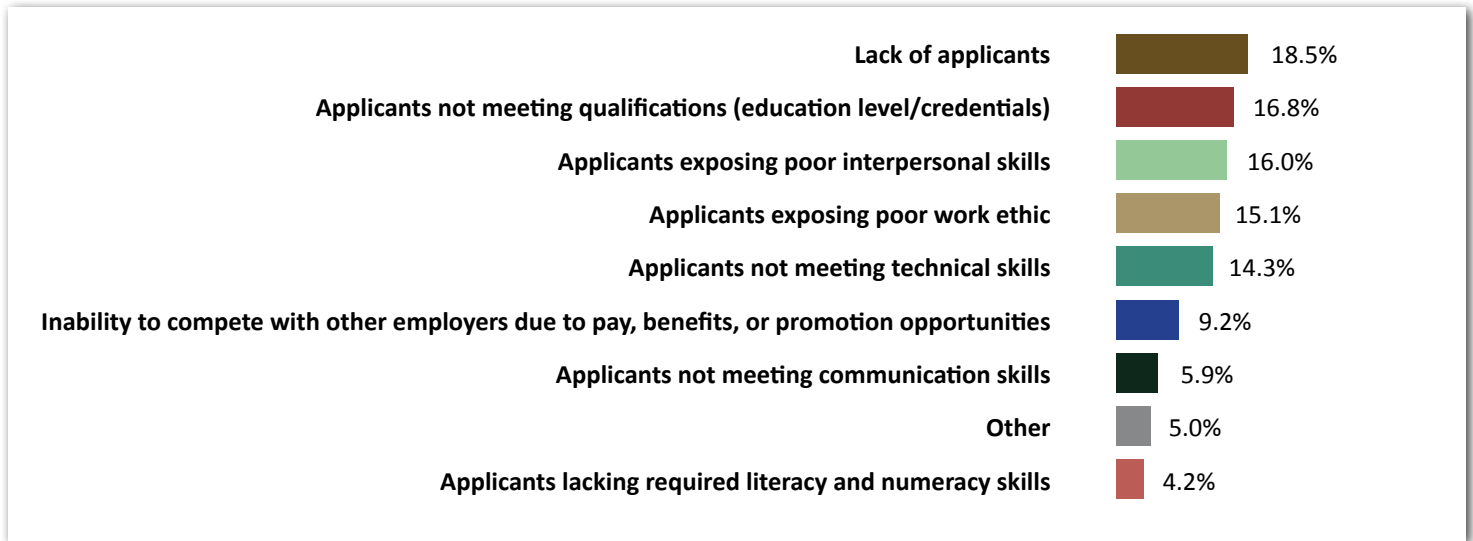 Lack of applicants 18.5%
Applicants not meeting qualifications (education level/credentials) 16.8%
Applicants exposing poor interpersonal skills 16.0%
Applicants exposing poor work ethic 15.1%
Applicants not meeting technical skills 14.3%
Inability to compete with other employers due to pay, benefits, or promotion opportunities 9.2%
Applicants not meeting communication skills 5.9%
Other 5.0%
Applicants lacking required literacy and numeracy skills 4.2%